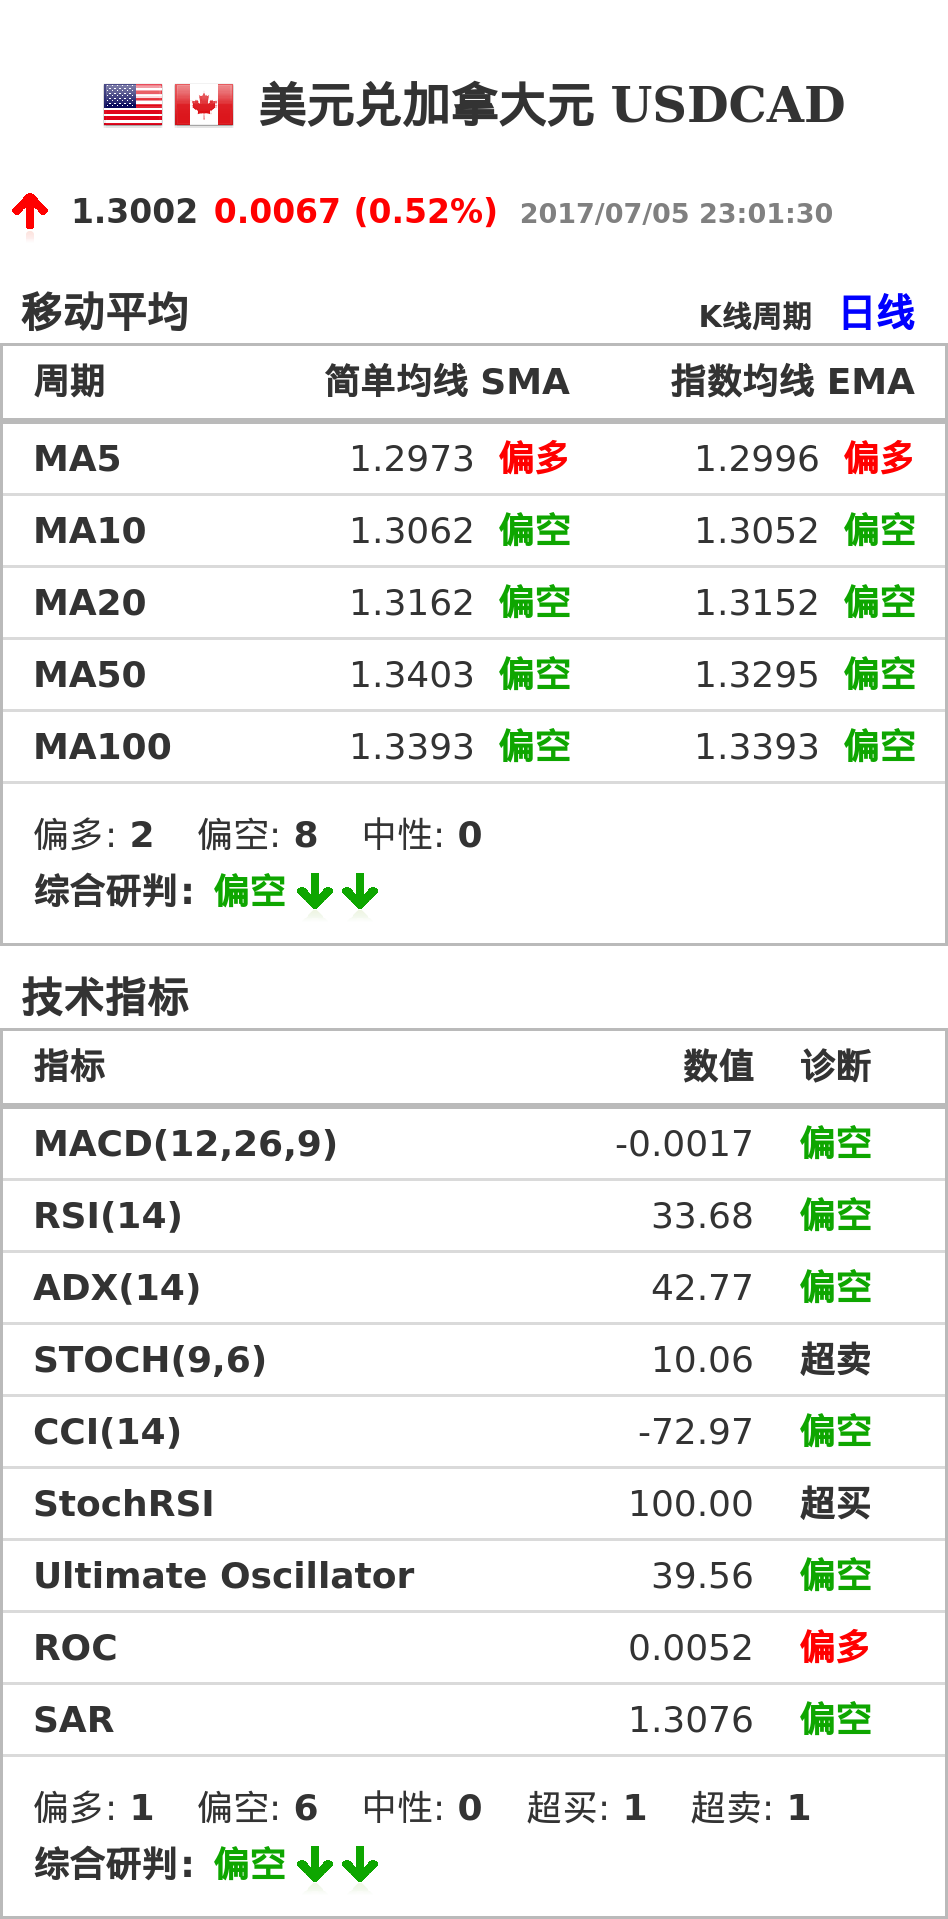 美元兑加拿大元 USDCAD
1.3002 0.0067 (0.52%) 2017/07/05 23:01:30
移动平均 K线周期 日线
周期 简单均线 SMA 指数均线 EMA
MA5 1.2973 偏多 1.2996 偏多
MA10 1.3062 偏空 1.3052 偏空
MA20 1.3162 偏空 1.3152 偏空
MA50 1.3403 偏空 1.3295 偏空
MA100 1.3393 偏空 1.3393 偏空
偏多: 2 偏空: 8 中性: 0
综合研判: 偏空
技术指标
指标 数值 诊断
MACD(12,26,9) -0.0017 偏空
RSI(14) 33.68 偏空
ADX(14) 42.77 偏空
STOCH(9,6) 10.06 超卖
CCI(14) -72.97 偏空
StochRSI 100.00 超买
Ultimate Oscillator 39.56 偏空
ROC 0.0052 偏多
SAR 1.3076 偏空
偏多: 1 偏空: 6 中性: 0 超买: 1 超卖: 1
综合研判: 偏空